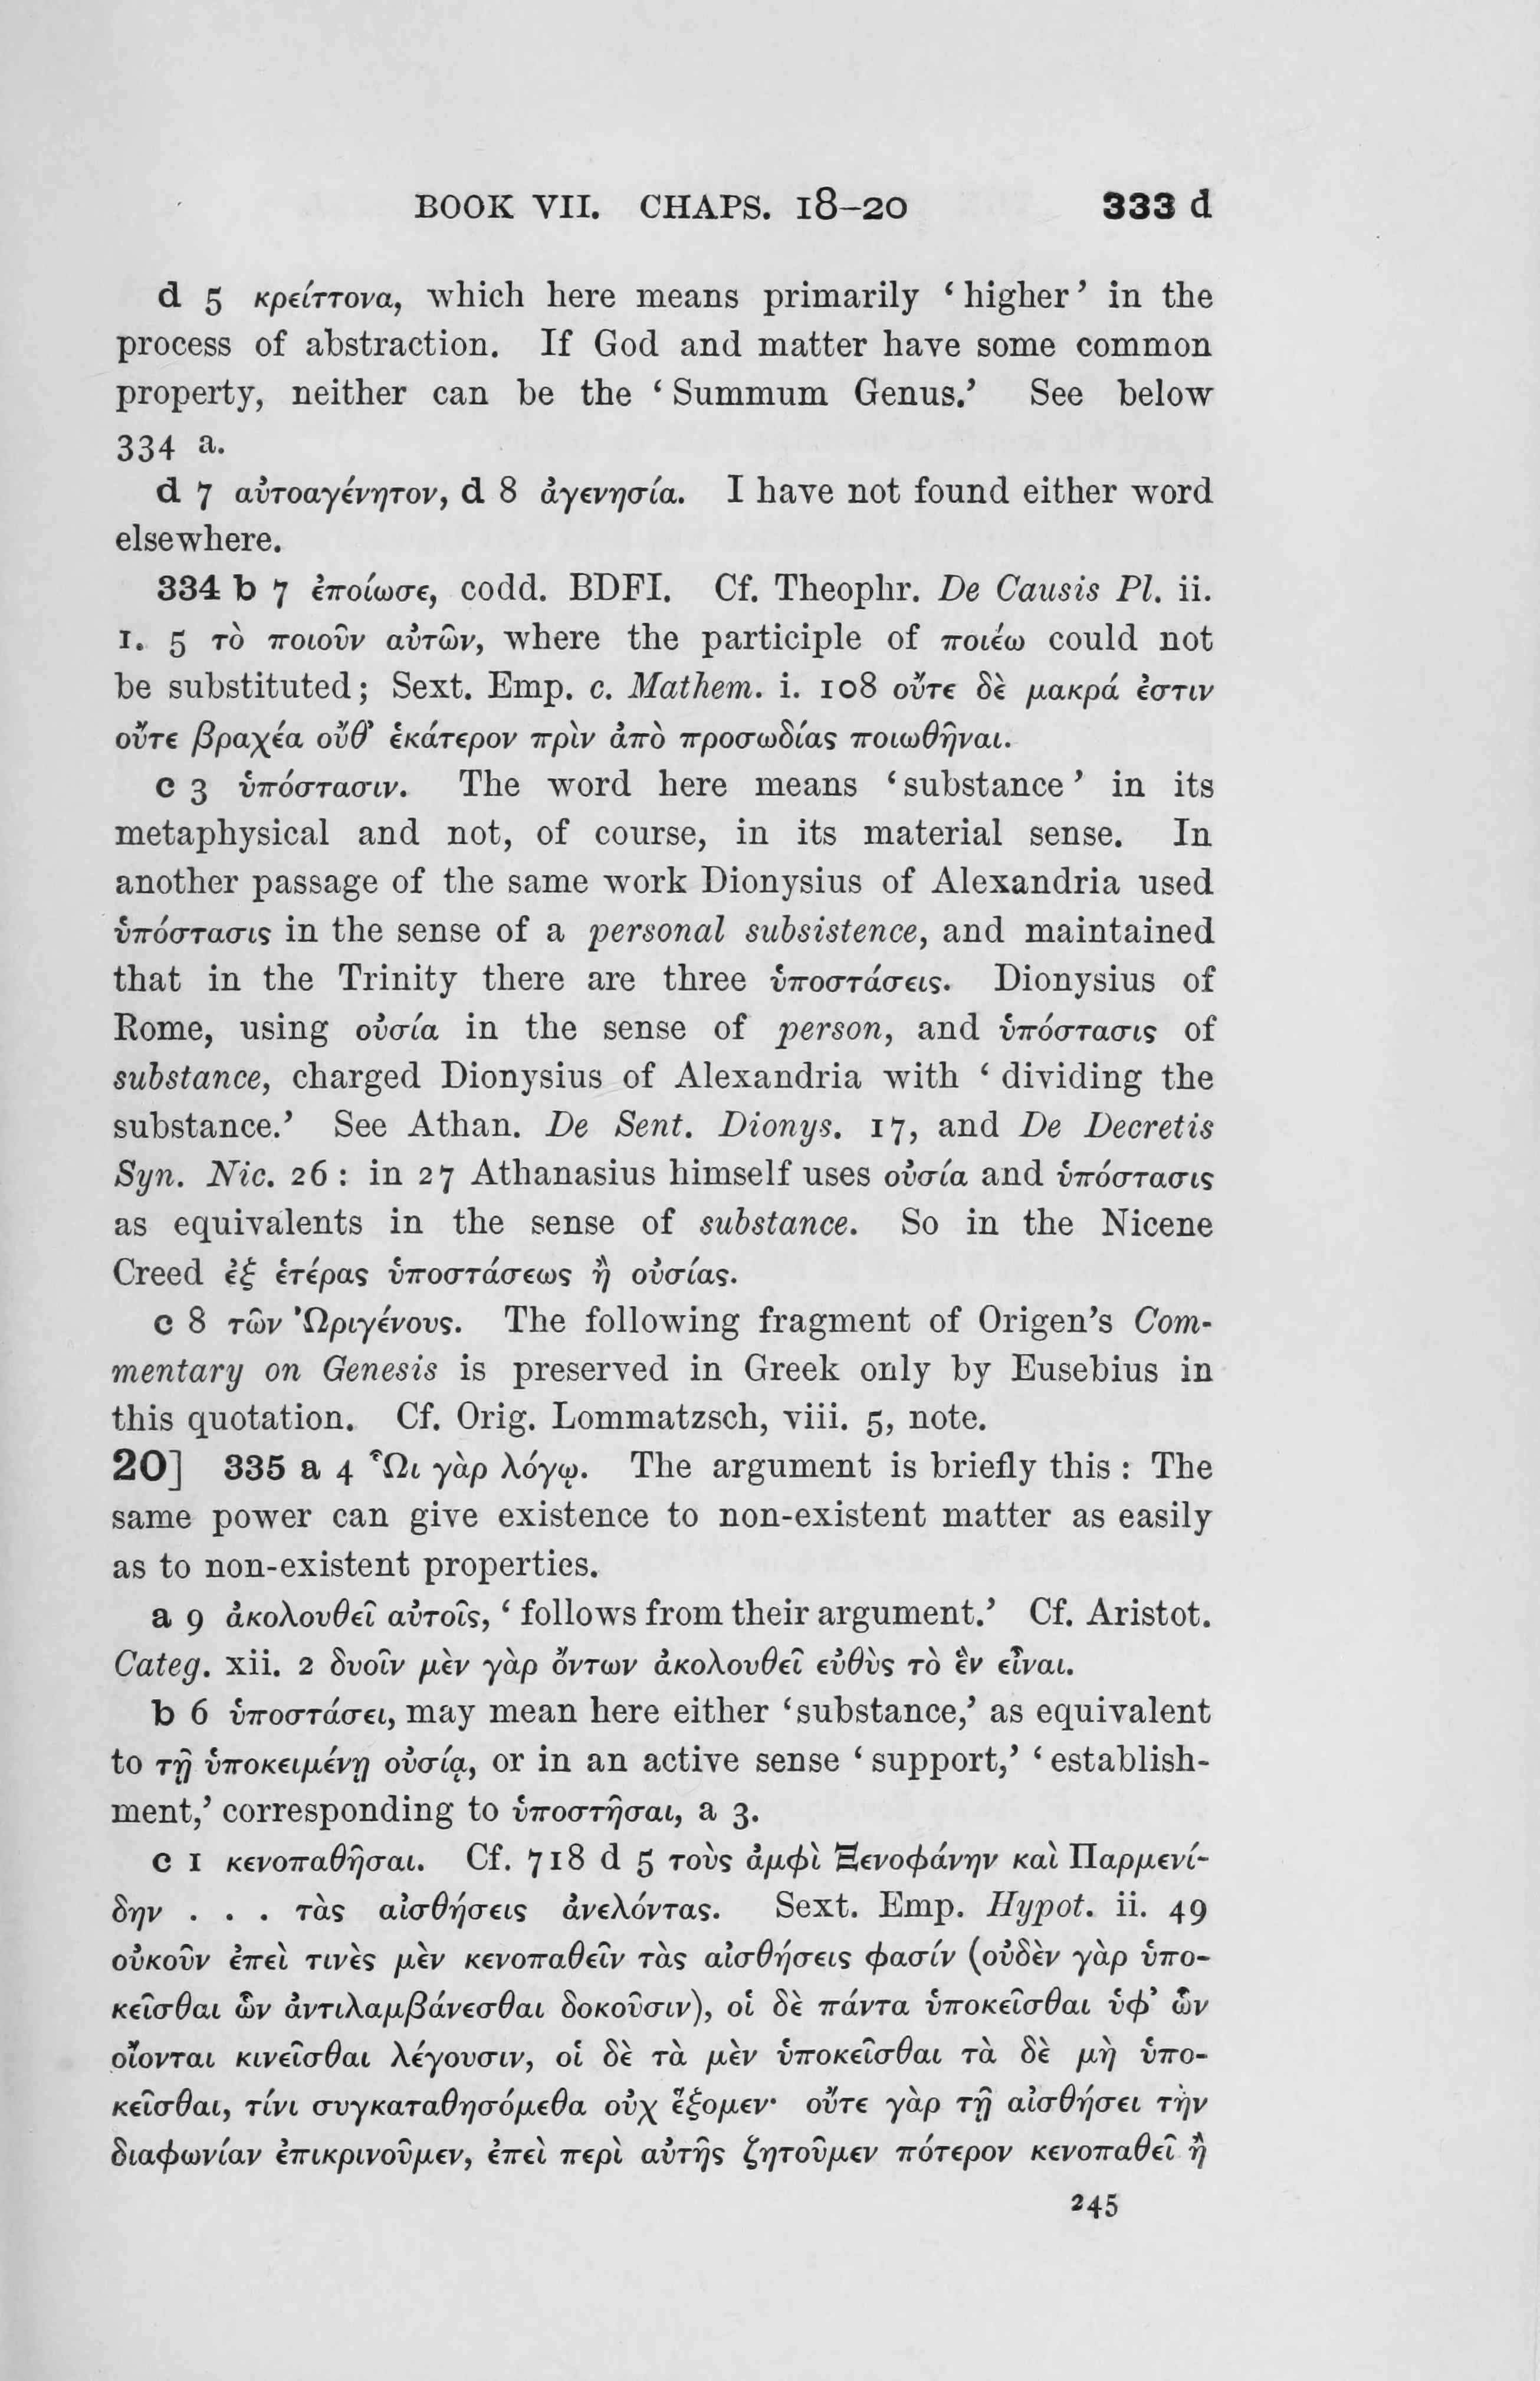 BOOK VII. CHAPS. 18–20 333 d
d 5 κρείττονα, which here means primarily ‘ higher ’ in the
process of abstraction. If God and matter have some common
property, neither can be the ‘ Summum Genus.’ See below
334 a.
d 7 αὐτοαγένητον, d 8 ἀγενησία. I have not found either word
elsewhere.
334 b 7 ἐποίωσε, codd. BDFI. Cf. Theophr. De Causis Pl. ii.
1. 5 τὸ ποιοῦν αὐτῶν, where the participle of ποιέω could not
be substituted; Sext. Emp. c. Mathem. i. 108 οὔτε δὲ μακρά ἐστιν
οὔτε βραχέα οὔθ’ ἑκάτερον πρὶν ἀπὸ προσωδίας ποιωθῆναι.
c 3 ὑπόστασιν. The word here means ‘substance’ in its
metaphysical and not, of course, in its material sense. In
another passage of the same work Dionysius of Alexandria used
ὑπόστασις in the sense of a personal subsistence, and maintained
that in the Trinity there are three ὑποστάσεις. Dionysius of
Rome, using οὐσία in the sense of person, and ὑπόστασις of
substance, charged Dionysius of Alexandria with ‘ dividing the
substance.’ See Athan. De Sent. Dionys. 17, and De Decretis
Syn. Nic. 26 : in 27 Athanasius himself uses οὐσία and ὑπόστασις
as equivalents in the sense of substance. So in the Nicene
Creed ἐξ ἑτέρας ὑποστάσεως ἢ οὐσίας.
c 8 τῶν Ὠριγένους. The following fragment of Origen’s Com-
mentary on Genesis is preserved in Greek only by Eusebius in
this quotation. Cf. Orig. Lommatzsch, viii. 5, note.
20] 335 a 4 Ὧι γὰρ λόγῳ. The argument is briefly this : The
same power can give existence to non-existent matter as easily
as to non-existent properties.
a 9 ἀκολουθεῖ αὐτοῖς, ‘ follows from their argument.’ Cf. Aristot.
Categ. xii. 2 δυοῖν μὲν γὰρ ὄντων ἀκολουθεῖ εὐθὺς τὸ ἓν εἶναι.
b 6 ὑποστάσει, may mean here either ‘substance,’ as equivalent
to τῇ ὑποκειμένῃ οὐσίᾳ, or in an active sense ‘ support,’ ‘ establish-
ment,’ corresponding to ὑποστῆσαι, a 3.
c 1 κενοπαθῆσαι. Cf. 718 d 5 τοὺς ἀμφὶ Ξενοφάνην καὶ Παρμενί-
δην . . . τὰς αἰσθήσεις ἀνελόντας. Sext. Emp. Hypot. ii. 49
οὐκοῦν ἐπεὶ τινὲς μὲν κενοπαθεῖν τὰς αἰσθήσεις φασίν (οὐδὲν γὰρ ὑπο-
κεῖσθαι ὧν ἀντιλαμβάνεσθαι δοκοῦσιν), οἱ δὲ πάντα ὑποκεῖσθαι ὑφ’ ὧν
οἴονται κινεῖσθαι λέγουσιν, οἱ δὲ τὰ μὲν ὑποκεῖσθαι τὰ δὲ μὴ ὑπο-
κεῖσθαι, τίνι συγκαταθησόμεθα οὐχ ἕξομεν· οὔτε γὰρ τῇ αἰσθήσει τὴν
διαφωνίαν ἐπικρινοῦμεν, ἐπεὶ περὶ αὐτῆς ζητοῦμεν πότερον κενοπαθεῖ ἢ
245